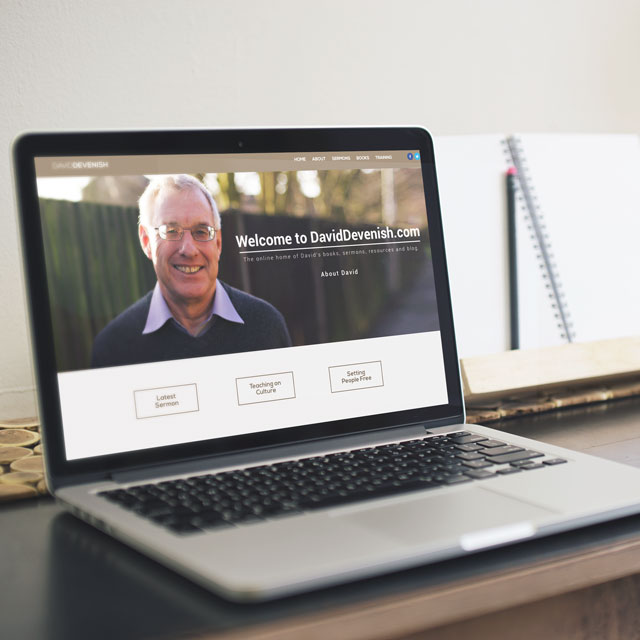 DAVIDDEVENISH
HOME ABOUT SERMONS BOOKS TRAINING
Welcome to DavidDevenish.com
The online home of David's books, sermons, resources and blog.
About David
Latest
Sermon
Teaching on
Culture
Setting
People Free